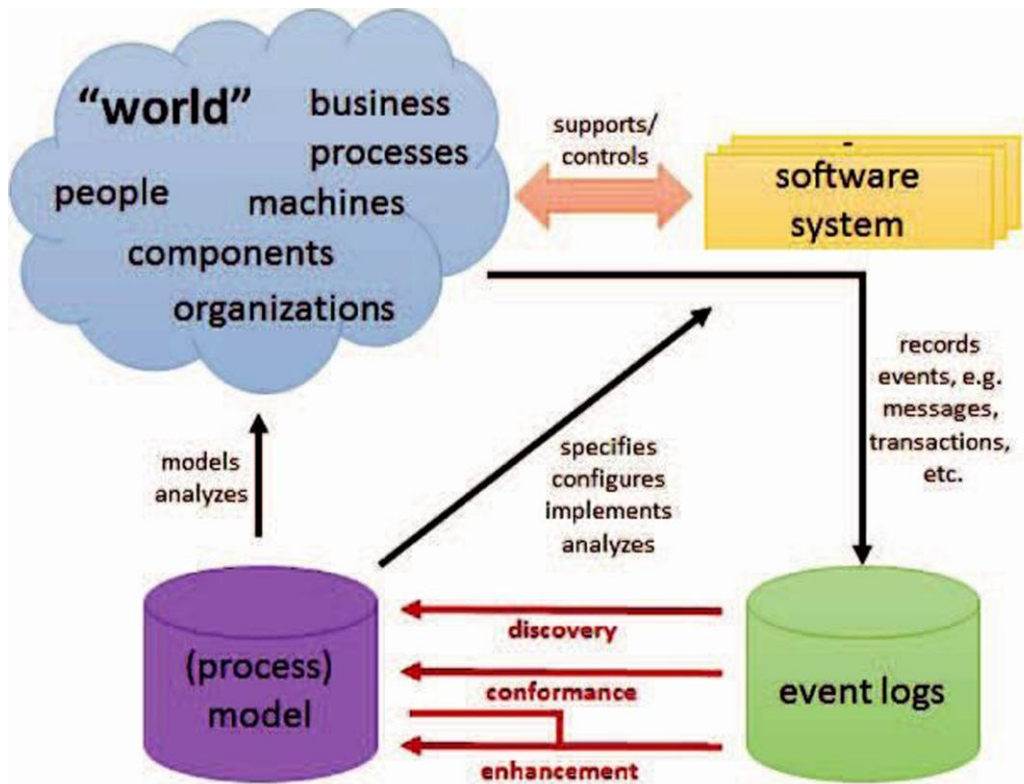 “world”
business
processes
people
machines
components
organizations
supports/
controls
-
software
system
records
events, e.g.
messages,
transactions,
etc.
models
analyzes
specifies
configures
implements
analyzes
(process)
model
discovery
conformance
enhancement
event logs